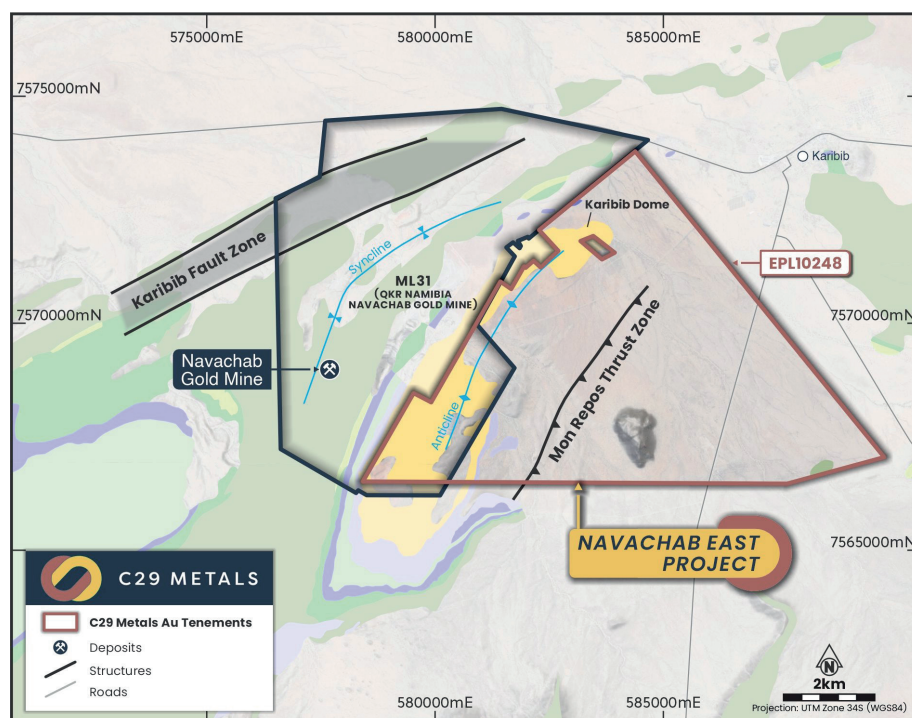 575000mE
580000mE
585000mE
7575000mN
Karibib
Karibib Dome
Karibib Fault Zone
Syncline
EPL10248
ML31
(QKR NAMIBIA
NAVACHAB GOLD MINE)
7570000mN
7570000mN
Navachab
Gold Mine
Mon Repos Thrust Zone
Anticline
NAVACHAB EAST
PROJECT
7565000mN
C29 METALS
C29 Metals Au Tenements
Deposits
Structures
Roads
N
2km
580000mE
585000mE
Projection: UTM Zone 34S (WGS84)